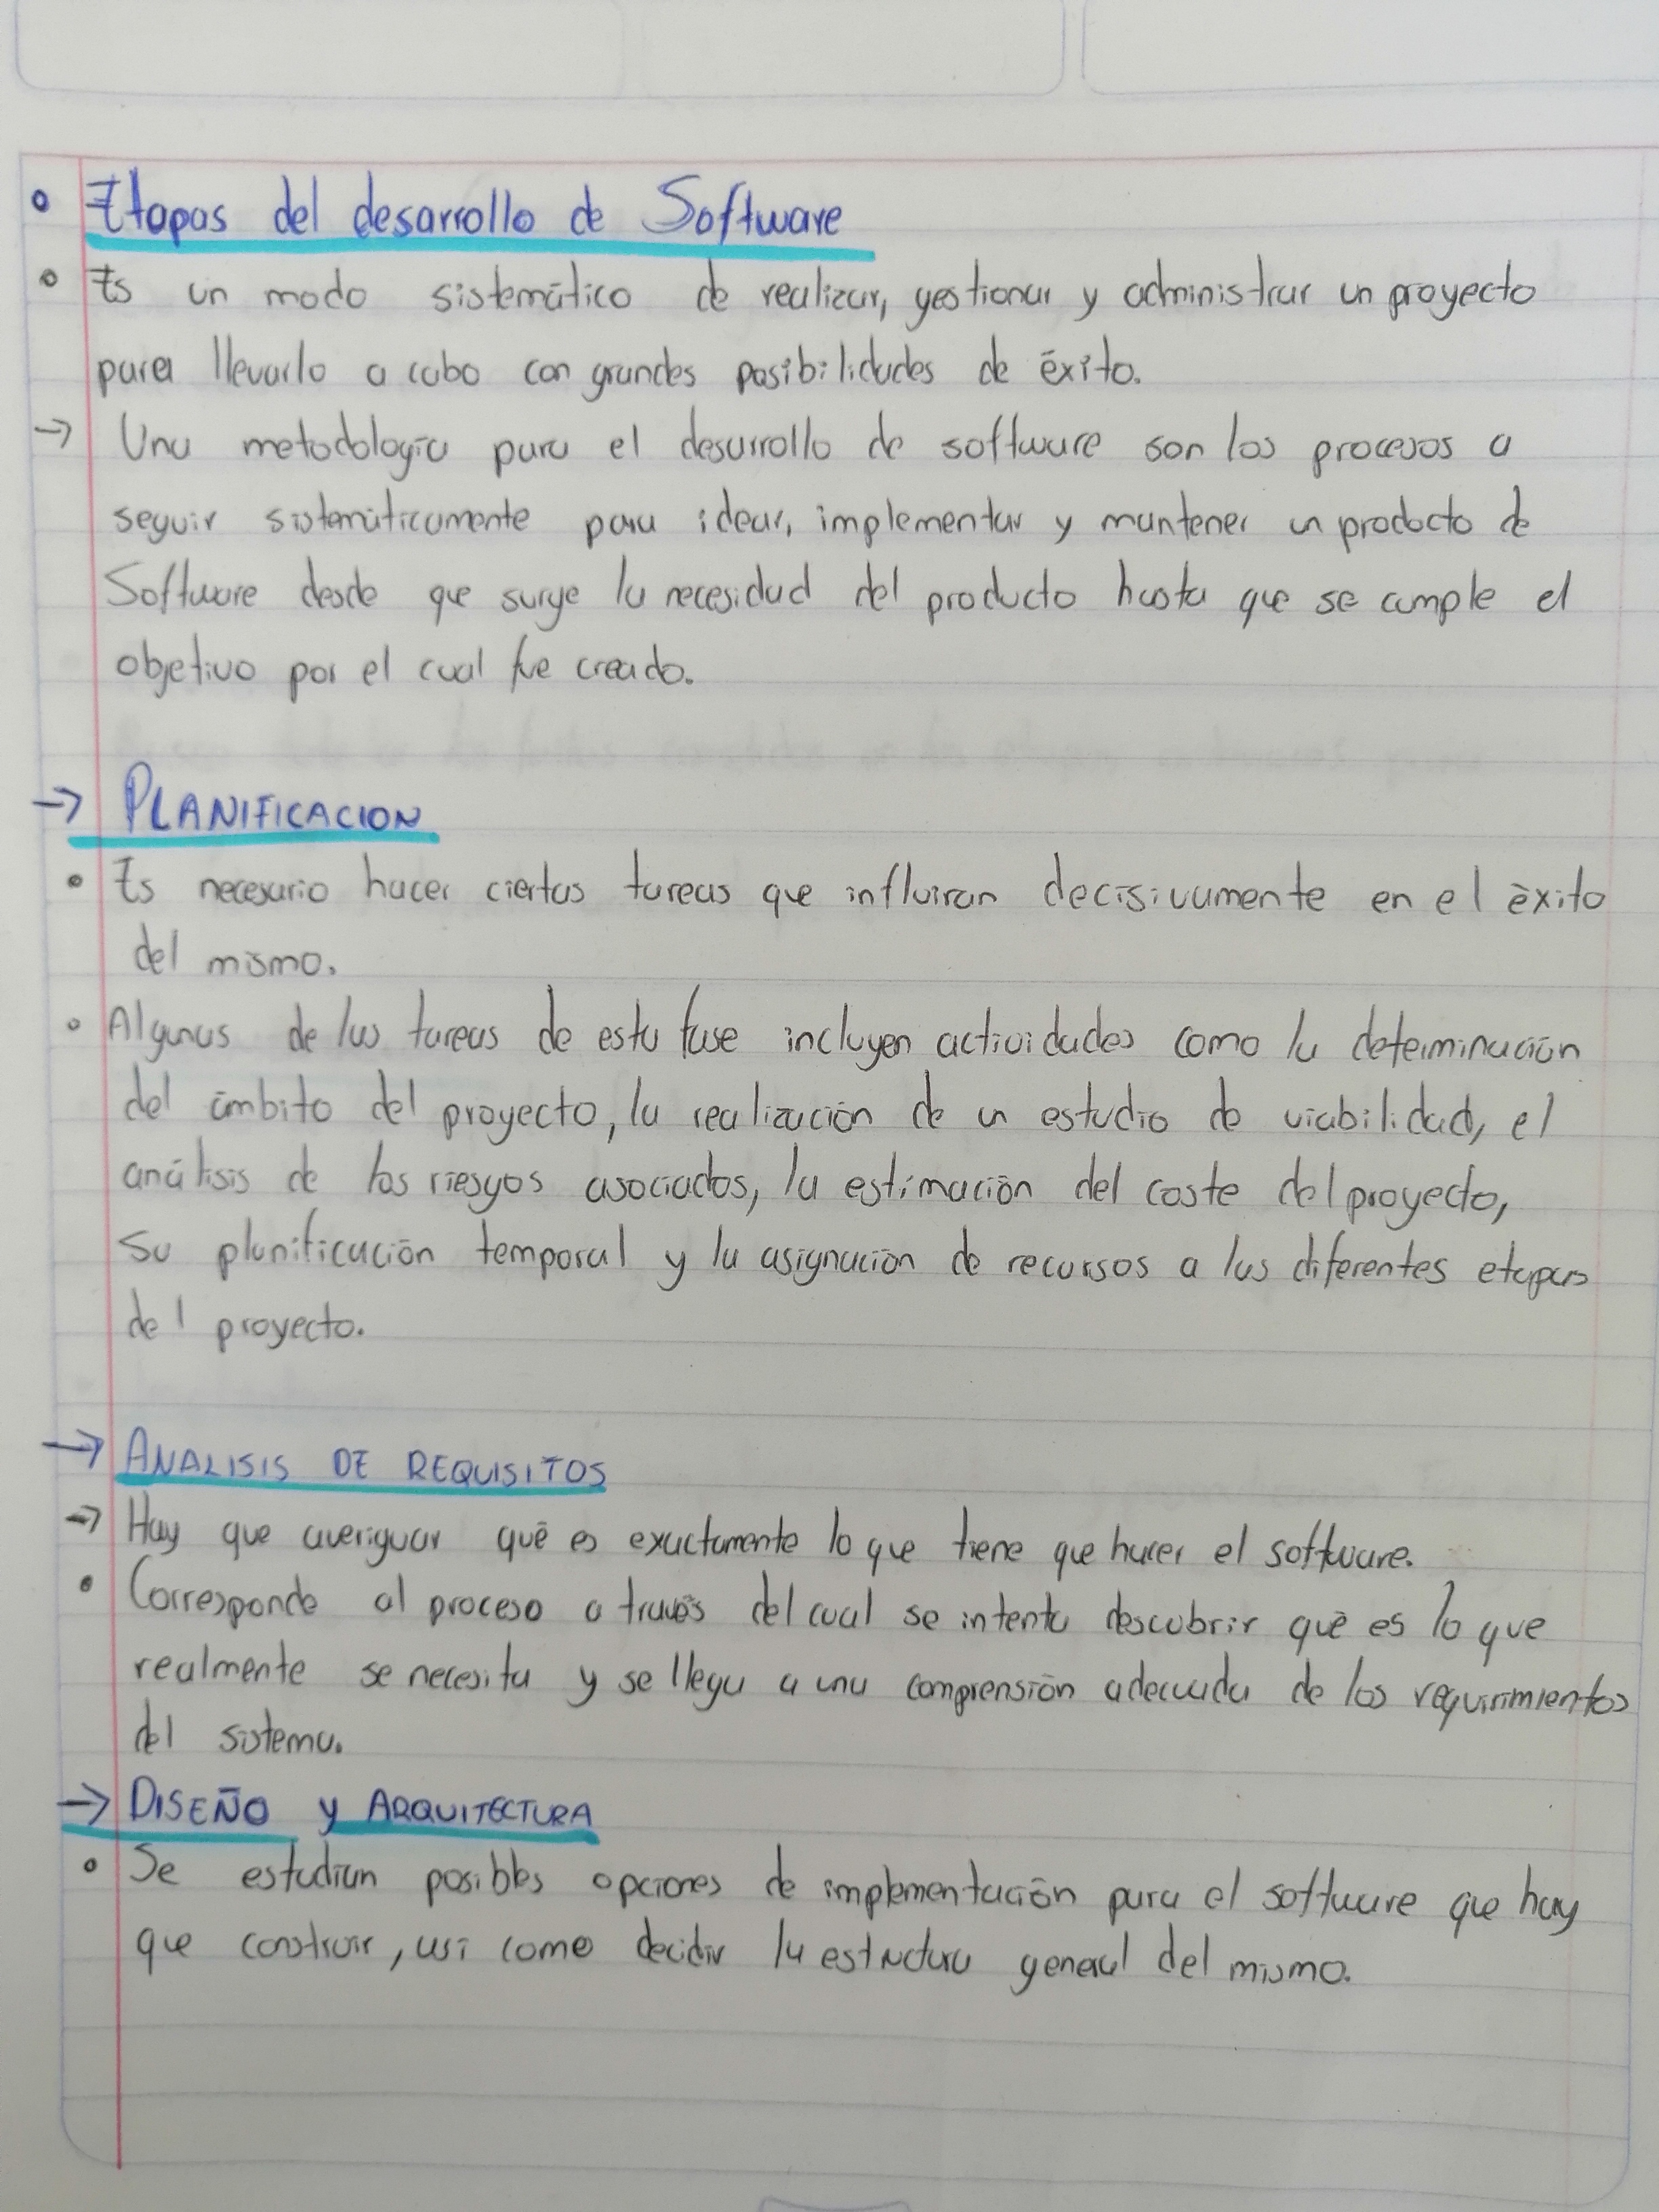 • Etapas del desarrollo de Software
• Es un modo sistemático de realizar, gestionar y administrar un proyecto
para llevarlo a cabo con grandes posibilidades de éxito.
→ Una metodología para el desarrollo de software son los procesos a
seguir sistemáticamente para idear, implementar y mantener un producto de
Software desde que surge la necesidad del producto hasta que se cumple el
objetivo por el cual fue creado.
→ PLANIFICACION
• Es necesario hacer ciertas tareas que influiran decisivamente en el éxito
del mismo.
• Algunas de las tareas de esta fase incluyen actividades como la determinación
del ámbito del proyecto, la realización de un estudio de viabilidad, el
análisis de los riesgos asociados, la estimación del coste del proyecto,
su planificación temporal y la asignación de recursos a las diferentes etapas
del proyecto.
→ ANALISIS DE REQUISITOS
→ Hay que averiguar qué es exactamente lo que tiene que hacer el software.
• Corresponde al proceso a través del cual se intenta descubrir qué es lo que
realmente se necesita y se llega a una comprensión adecuada de los requirimientos
del sistema.
→ DISEÑO y ARQUITECTURA
• Se estudian posibles opciones de implementación para el software que hay
que construir, así como decidir la estructura general del mismo.